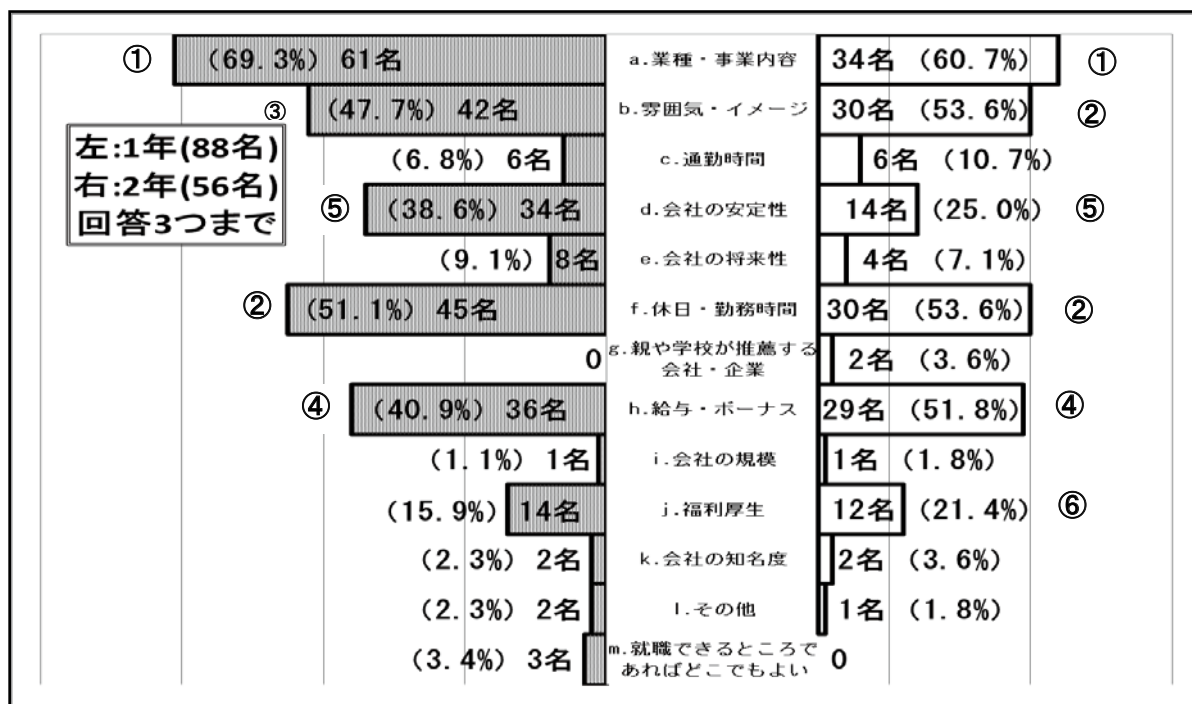 ① (69.3%) 61名 a.業種・事業内容 34名 (60.7%) ①
③ (47.7%) 42名 b.雰囲気・イメージ 30名 (53.6%) ②
左:1年(88名)
右:2年(56名)
回答3つまで
(6.8%) 6名 c.通勤時間 6名 (10.7%)
⑤ (38.6%) 34名 d.会社の安定性 14名 (25.0%) ⑤
(9.1%) 8名 e.会社の将来性 4名 (7.1%)
② (51.1%) 45名 f.休日・勤務時間 30名 (53.6%) ②
0 g.親や学校が推薦する
会社・企業 2名 (3.6%)
④ (40.9%) 36名 h.給与・ボーナス 29名 (51.8%) ④
(1.1%) 1名 i.会社の規模 1名 (1.8%)
(15.9%) 14名 j.福利厚生 12名 (21.4%) ⑥
(2.3%) 2名 k.会社の知名度 2名 (3.6%)
(2.3%) 2名 l.その他 1名 (1.8%)
(3.4%) 3名 m.就職できるところで
あればどこでもよい 0